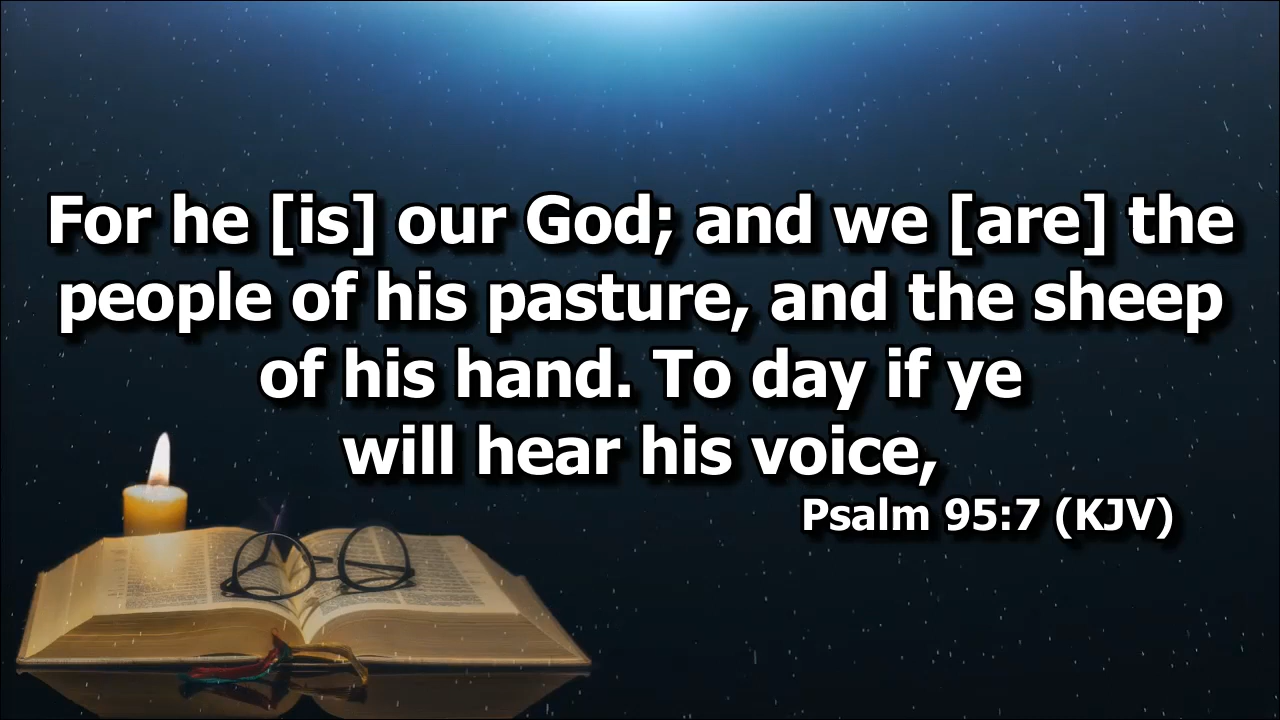 For he [is] our God; and we [are] the
people of his pasture, and the sheep
of his hand. To day if ye
will hear his voice,
Psalm 95:7 (KJV)